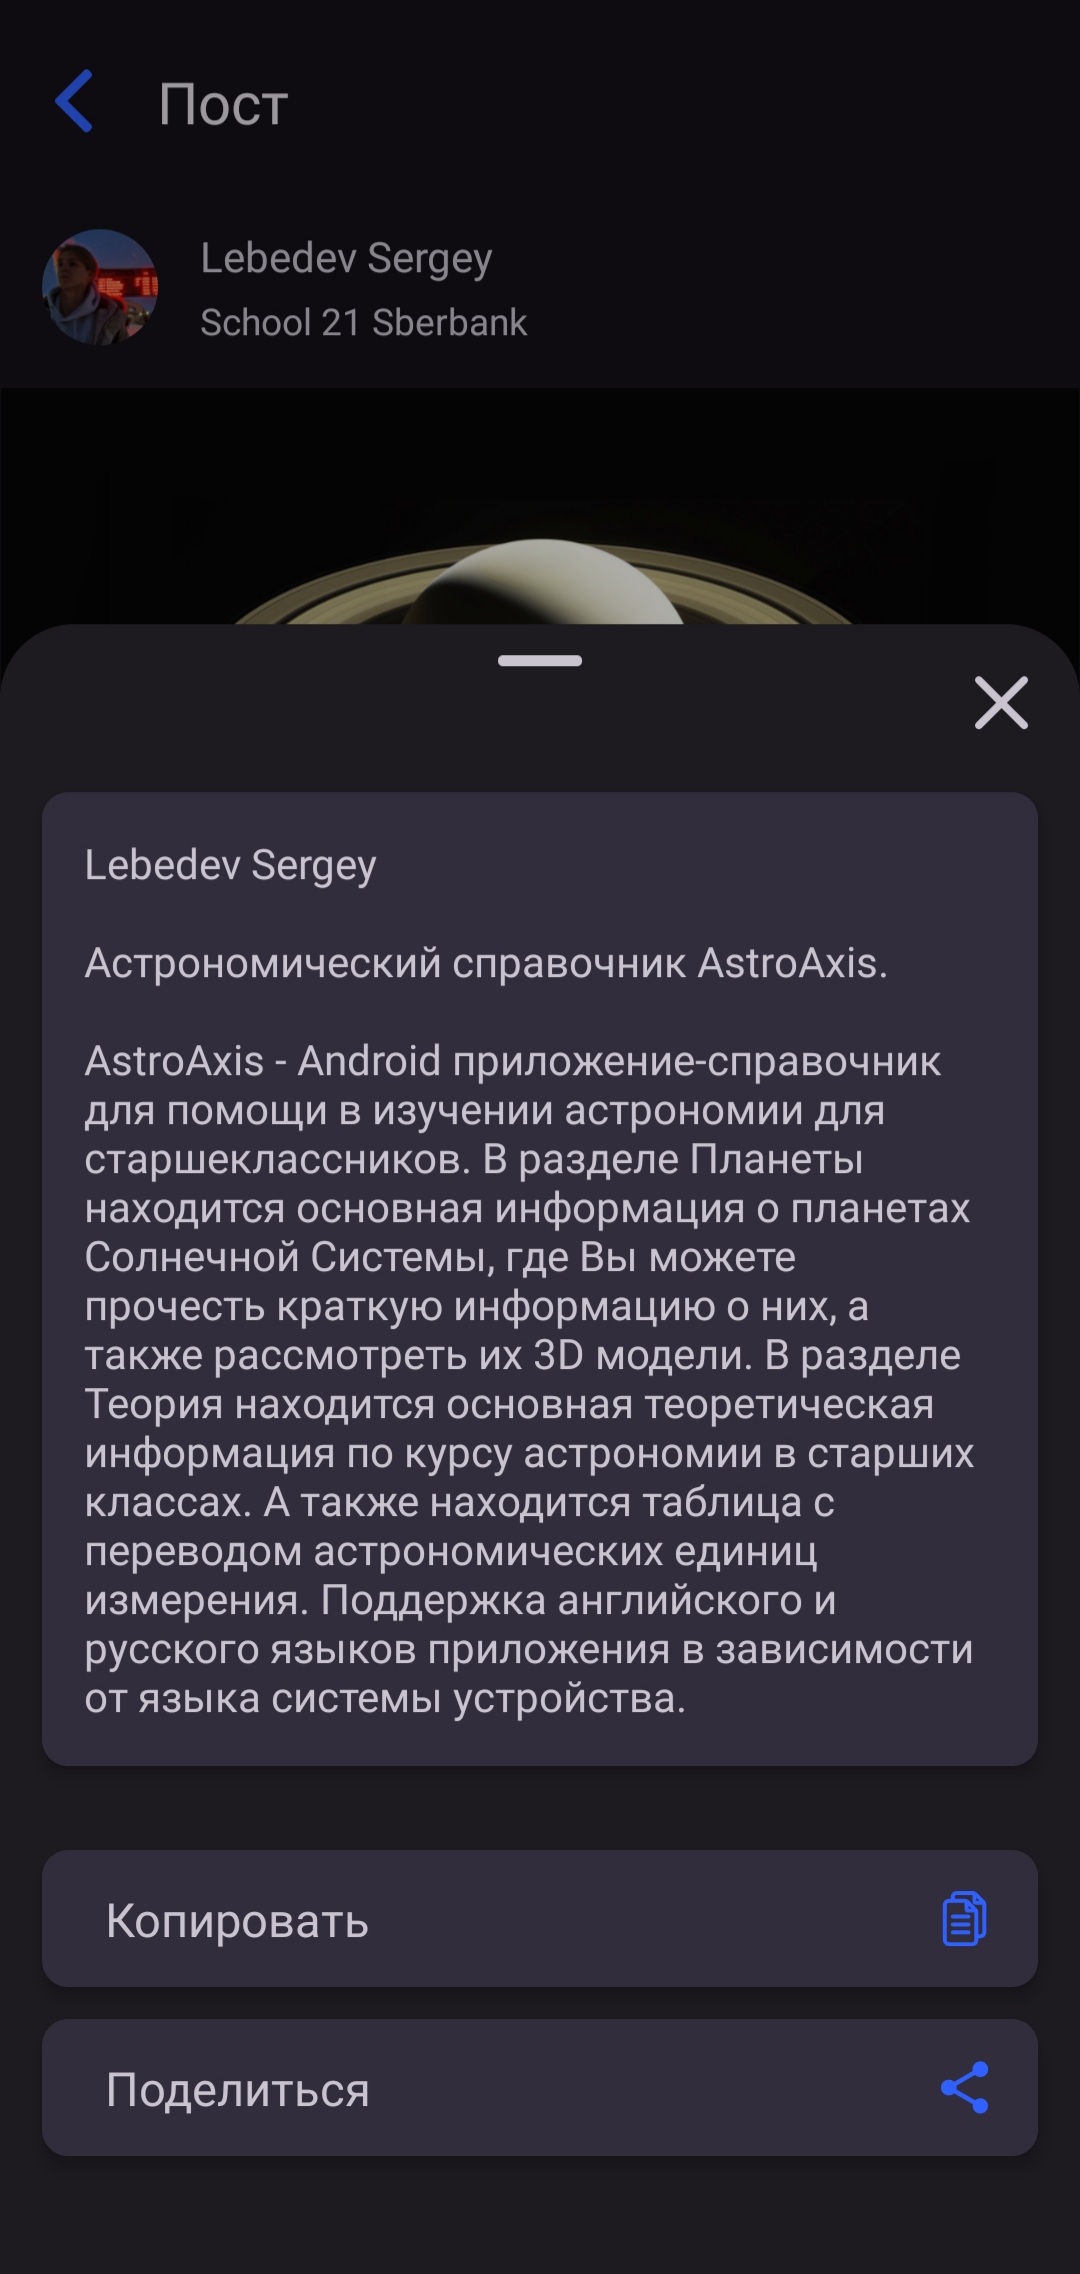 Пост
Lebedev Sergey
School 21 Sberbank
Lebedev Sergey
Астрономический справочник AstroAxis.
AstroAxis - Android приложение-справочник
для помощи в изучении астрономии для
старшеклассников. В разделе Планеты
находится основная информация о планетах
Солнечной Системы, где Вы можете
прочесть краткую информацию о них, а
также рассмотреть их 3D модели. В разделе
Теория находится основная теоретическая
информация по курсу астрономии в старших
классах. А также находится таблица с
переводом астрономических единиц
измерения. Поддержка английского и
русского языков приложения в зависимости
от языка системы устройства.
Копировать
Поделиться